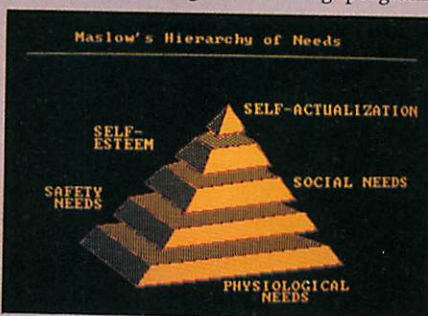 Maslow's Hierarchy of Needs
SELF-ACTUALIZATION
SELF-
ESTEEM
SOCIAL NEEDS
SAFETY
NEEDS
PHYSIOLOGICAL
NEEDS